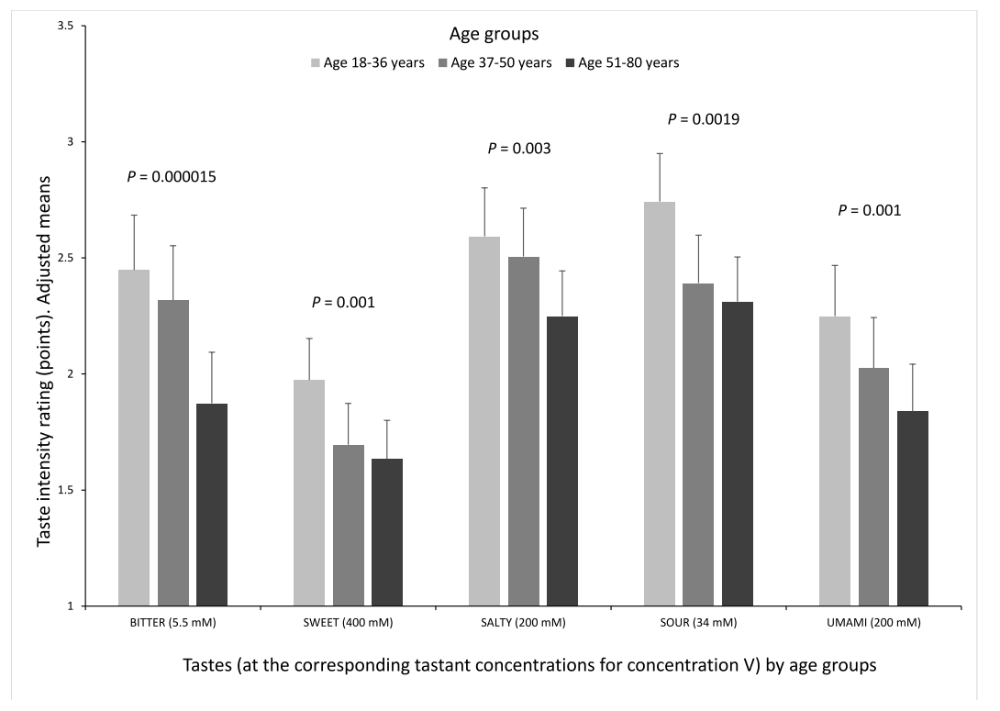 Age groups
Age 18-36 years Age 37-50 years Age 51-80 years
Taste intensity rating (points). Adjusted means
3.5
3
2.5
2
1.5
1
P = 0.000015
P = 0.001
P = 0.003
P = 0.0019
P = 0.001
BITTER (5.5 mM) SWEET (400 mM) SALTY (200 mM) SOUR (34 mM) UMAMI (200 mM)
Tastes (at the corresponding tastant concentrations for concentration V) by age groups